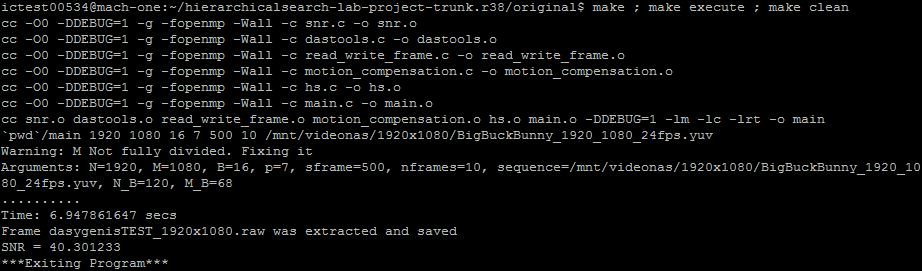 ictest00534@mach-one:~/hierarchicalsearch-lab-project-trunk.r38/original$ make ; make execute ; make clean
cc -O0 -DDEBUG=1 -g -fopenmp -Wall -c snr.c -o snr.o
cc -O0 -DDEBUG=1 -g -fopenmp -Wall -c dastools.c -o dastools.o
cc -O0 -DDEBUG=1 -g -fopenmp -Wall -c read_write_frame.c -o read_write_frame.o
cc -O0 -DDEBUG=1 -g -fopenmp -Wall -c motion_compensation.c -o motion_compensation.o
cc -O0 -DDEBUG=1 -g -fopenmp -Wall -c hs.c -o hs.o
cc -O0 -DDEBUG=1 -g -fopenmp -Wall -c main.c -o main.o
cc snr.o dastools.o read_write_frame.o motion_compensation.o hs.o main.o -DDEBUG=1 -lm -lc -lrt -o main
`pwd`/main 1920 1080 16 7 500 10 /mnt/videonas/1920x1080/BigBuckBunny_1920_1080_24fps.yuv
Warning: M Not fully divided. Fixing it
Arguments: N=1920, M=1080, B=16, p=7, sframe=500, nframes=10, sequence=/mnt/videonas/1920x1080/BigBuckBunny_1920_10
80_24fps.yuv, N_B=120, M_B=68
..........
Time: 6.947861647 secs
Frame dasygenisTEST_1920x1080.raw was extracted and saved
SNR = 40.301233
***Exiting Program***